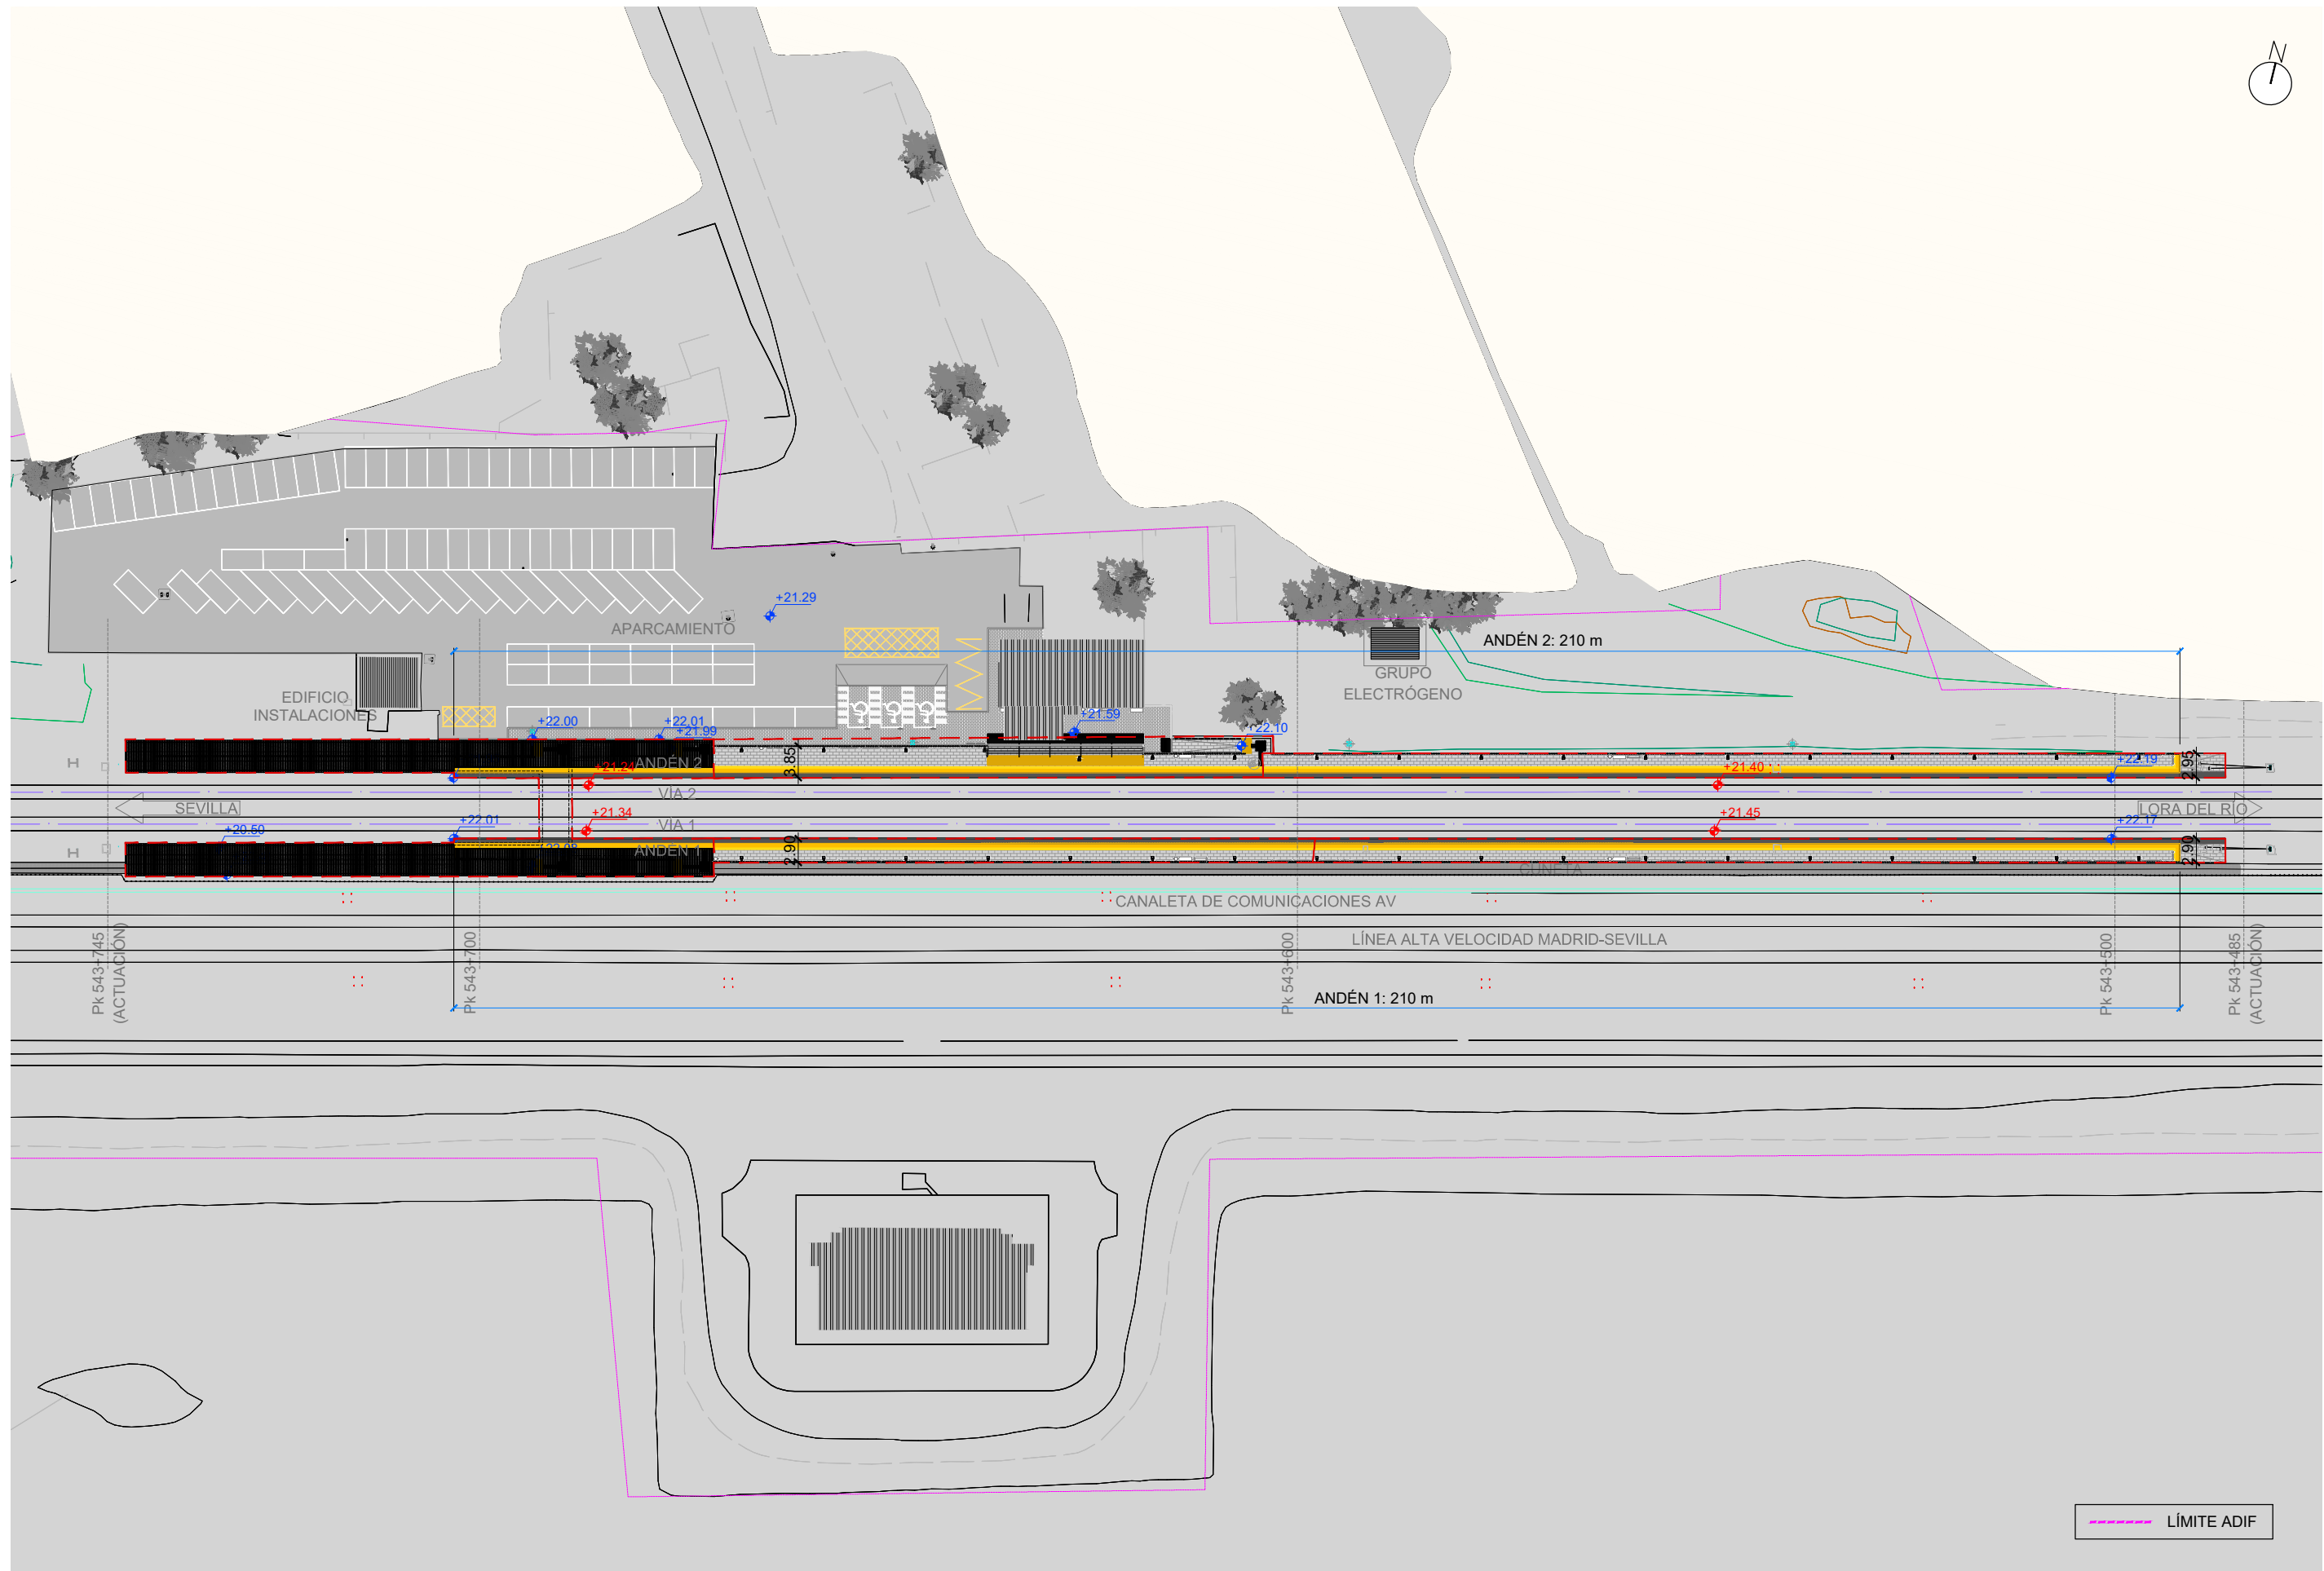 N
+21.29
APARCAMIENTO
ANDÉN 2: 210 m
GRUPO
ELECTRÓGENO
EDIFICIO
INSTALACIONES
+22.00
+22.01
+21.99
+21.59
+22.10
3.85
ANDÉN 2
+21.24
+21.40
+22.19
2.95
VÍA 2
SEVILLA
LORA DEL RÍO
+20.50
+22.01
+21.34
VÍA 1
+21.45
+22.17
ANDÉN 1
2.90
2.90
CUNETA
CANALETA DE COMUNICACIONES AV
LÍNEA ALTA VELOCIDAD MADRID-SEVILLA
Pk 543+745
(ACTUACIÓN)
Pk 543+700
Pk 543+600
Pk 543+500
Pk 543+485
(ACTUACIÓN)
ANDÉN 1: 210 m
LÍMITE ADIF